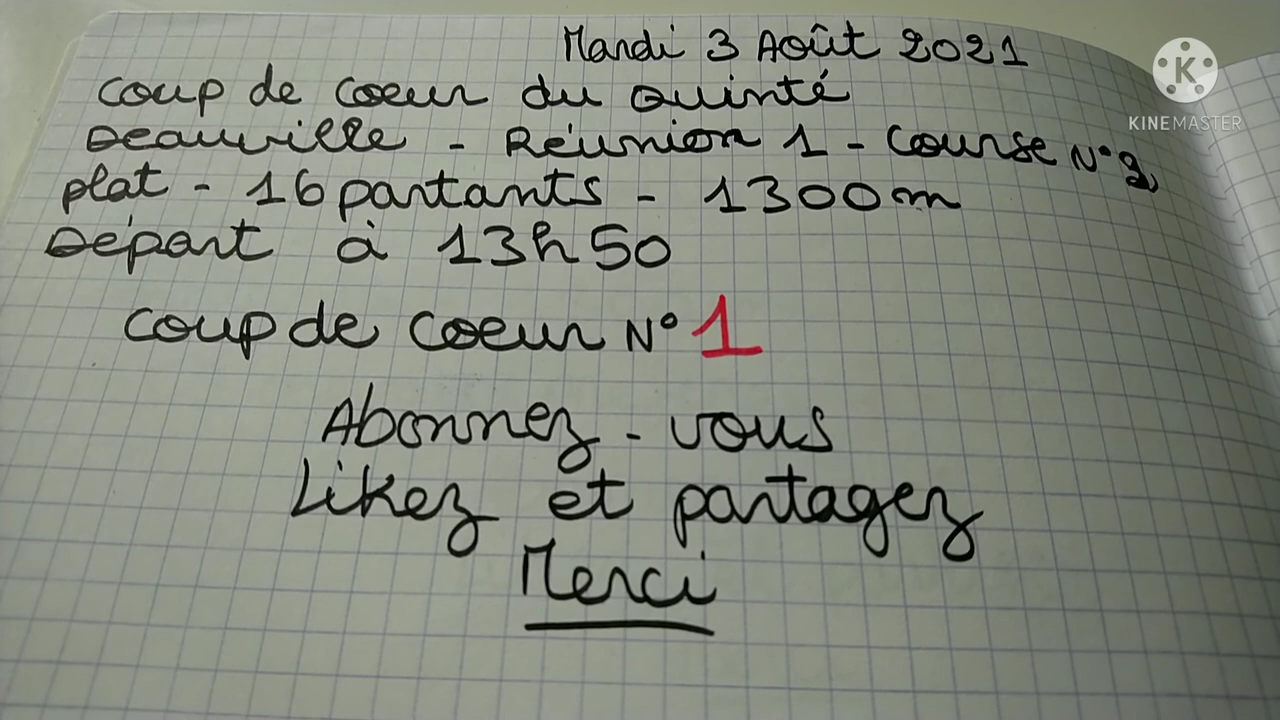 Mardi 3 Août 2021
KINEMASTER
Coup de coeur du Quinté
Deauville - Réunion 1 - Course N° 2
plat - 16 partants - 1300m
Départ à 13h50
Coup de coeur N° 1
Abonnez-vous
Likez et partagez
Merci